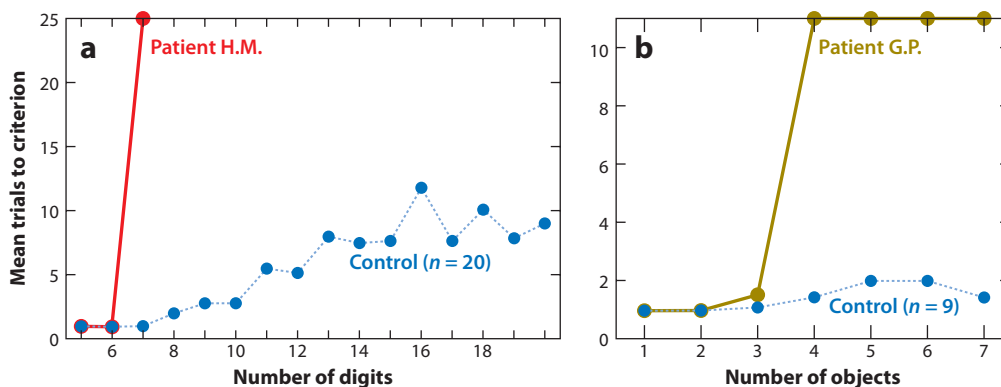 a
Patient H.M.
Control (n = 20)
Mean trials to criterion
25
20
15
10
5
0
6
8
10
12
14
16
18
Number of digits
b
Patient G.P.
Control (n = 9)
10
8
6
4
2
0
1
2
3
4
5
6
7
Number of objects